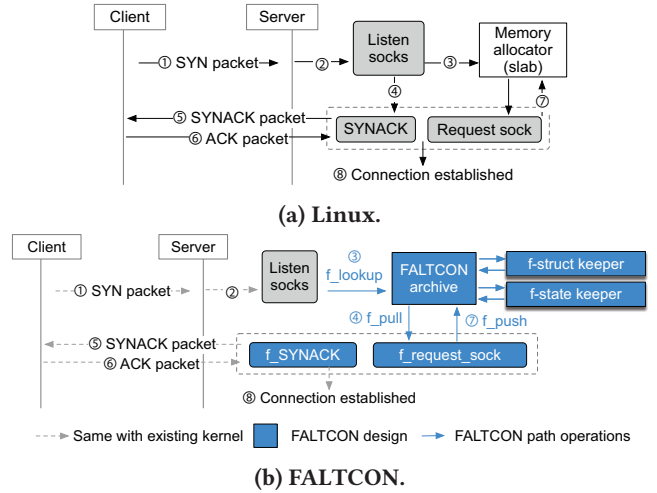 Client
Server
Listen
socks
Memory
allocator
(slab)
① SYN packet
②
③
④
⑤ SYNACK packet
⑥ ACK packet
SYNACK
Request sock
⑦
⑧ Connection established
(a) Linux.
Client
Server
Listen
socks
③
f_lookup
FALTCON
archive
f-struct keeper
f-state keeper
① SYN packet
②
④ f_pull
⑦ f_push
⑤ SYNACK packet
⑥ ACK packet
f_SYNACK
f_request_sock
⑧ Connection established
Same with existing kernel
FALTCON design
FALTCON path operations
(b) FALTCON.